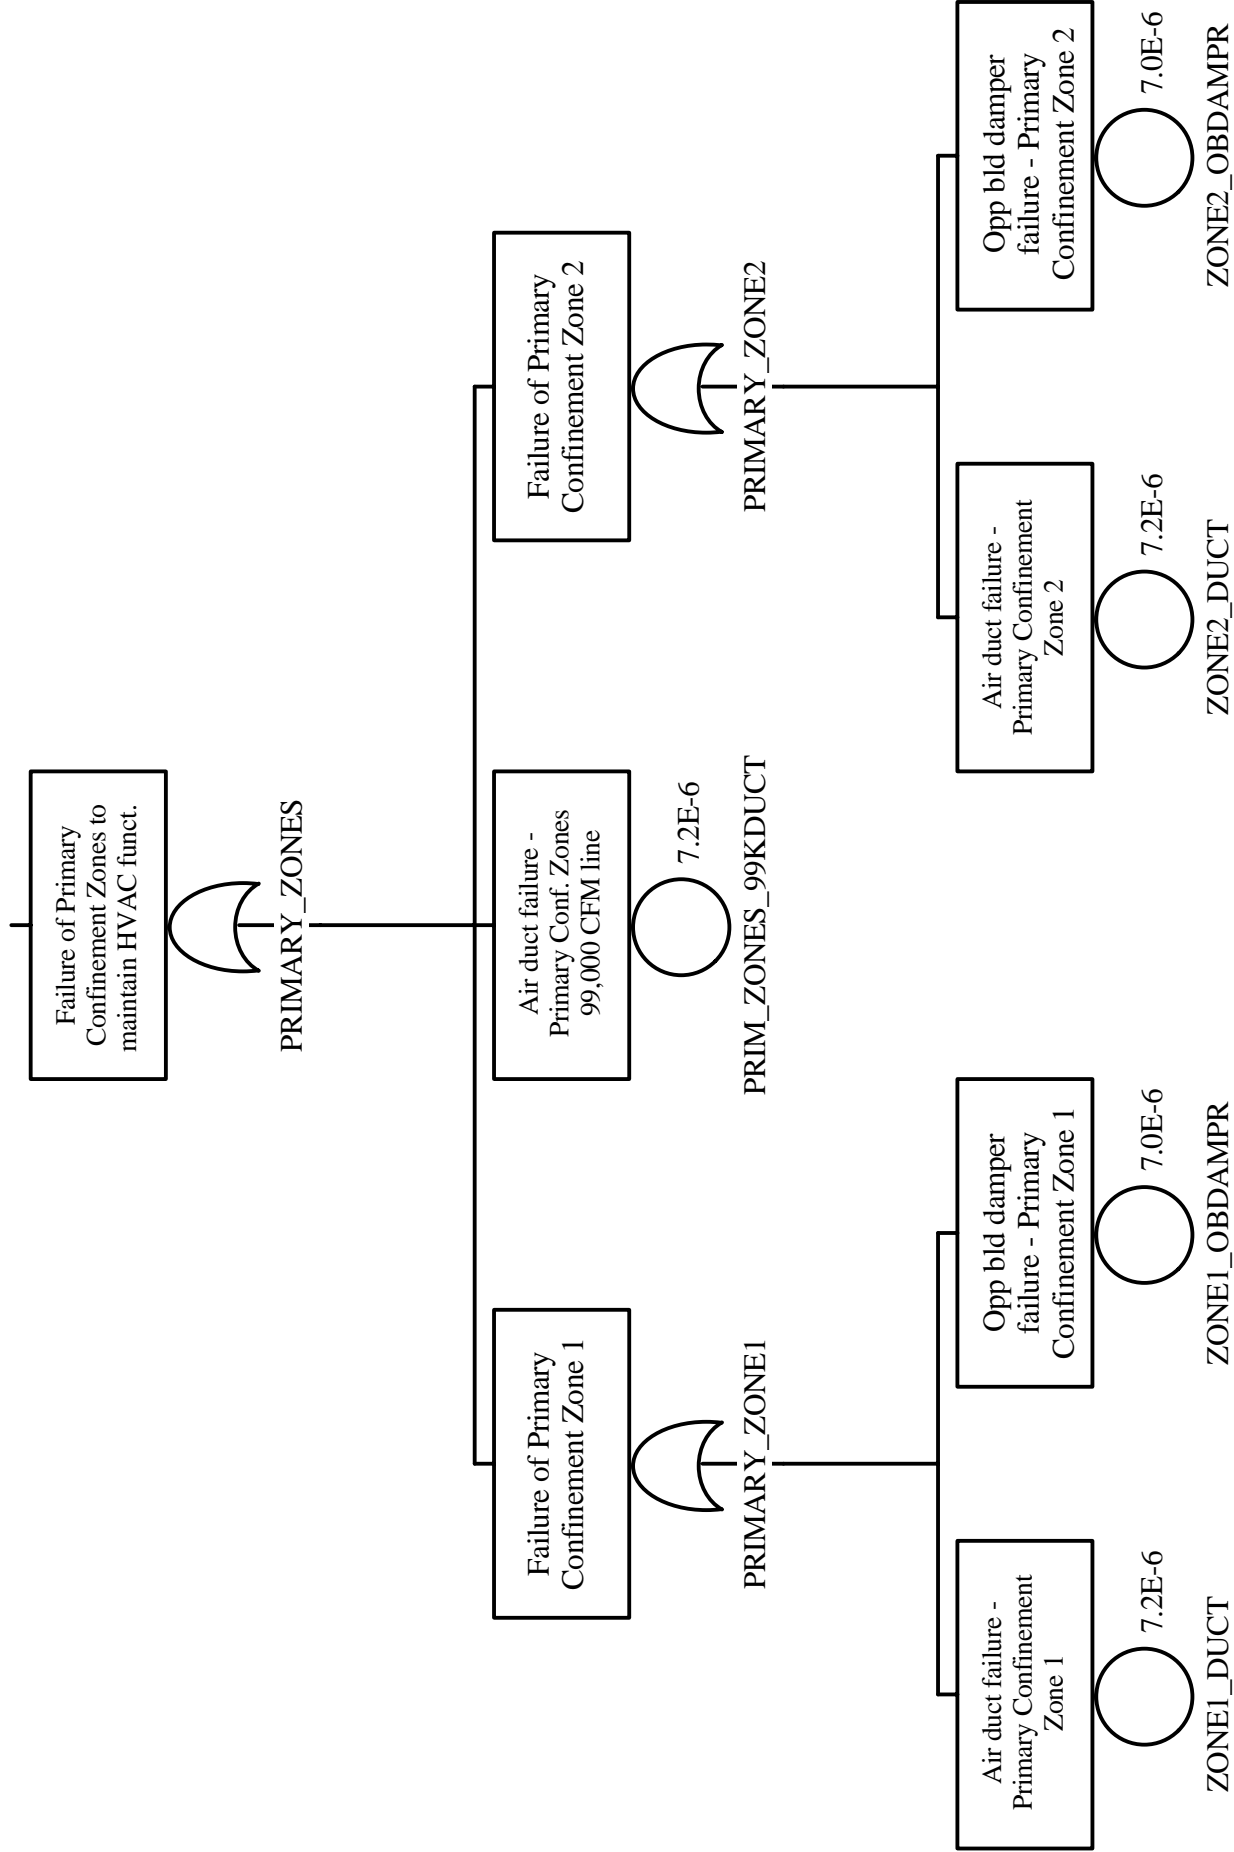 Failure of Primary
Confinement Zones to
maintain HVAC funct.
PRIMARY_ZONES
Failure of Primary
Confinement Zone 1
PRIMARY_ZONE1
Air duct failure -
Primary Conf. Zones
99,000 CFM line
7.2E-6
PRIM_ZONES_99KDUCT
Failure of Primary
Confinement Zone 2
PRIMARY_ZONE2
Air duct failure -
Primary Confinement
Zone 1
7.2E-6
ZONE1_DUCT
Opp bld damper
failure - Primary
Confinement Zone 1
7.0E-6
ZONE1_OBDAMPR
Air duct failure -
Primary Confinement
Zone 2
7.2E-6
ZONE2_DUCT
Opp bld damper
failure - Primary
Confinement Zone 2
7.0E-6
ZONE2_OBDAMPR